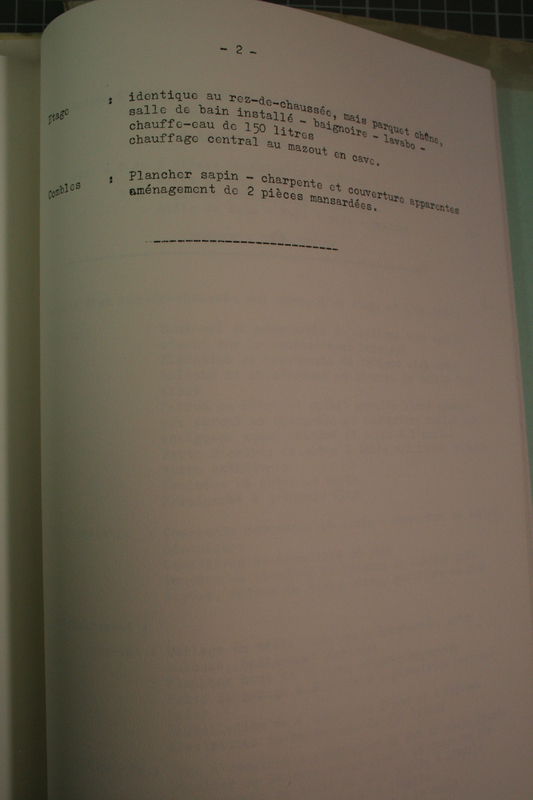 - 2 -
Etage : identique au rez-de-chaussée, mais parquet chêne,
salle de bain installé - baignoire - lavabo -
chauffe-eau de 150 litres
chauffage central au mazout en cave.
Combles : Plancher sapin - charpente et couverture apparentes
aménagement de 2 pièces mansardées.